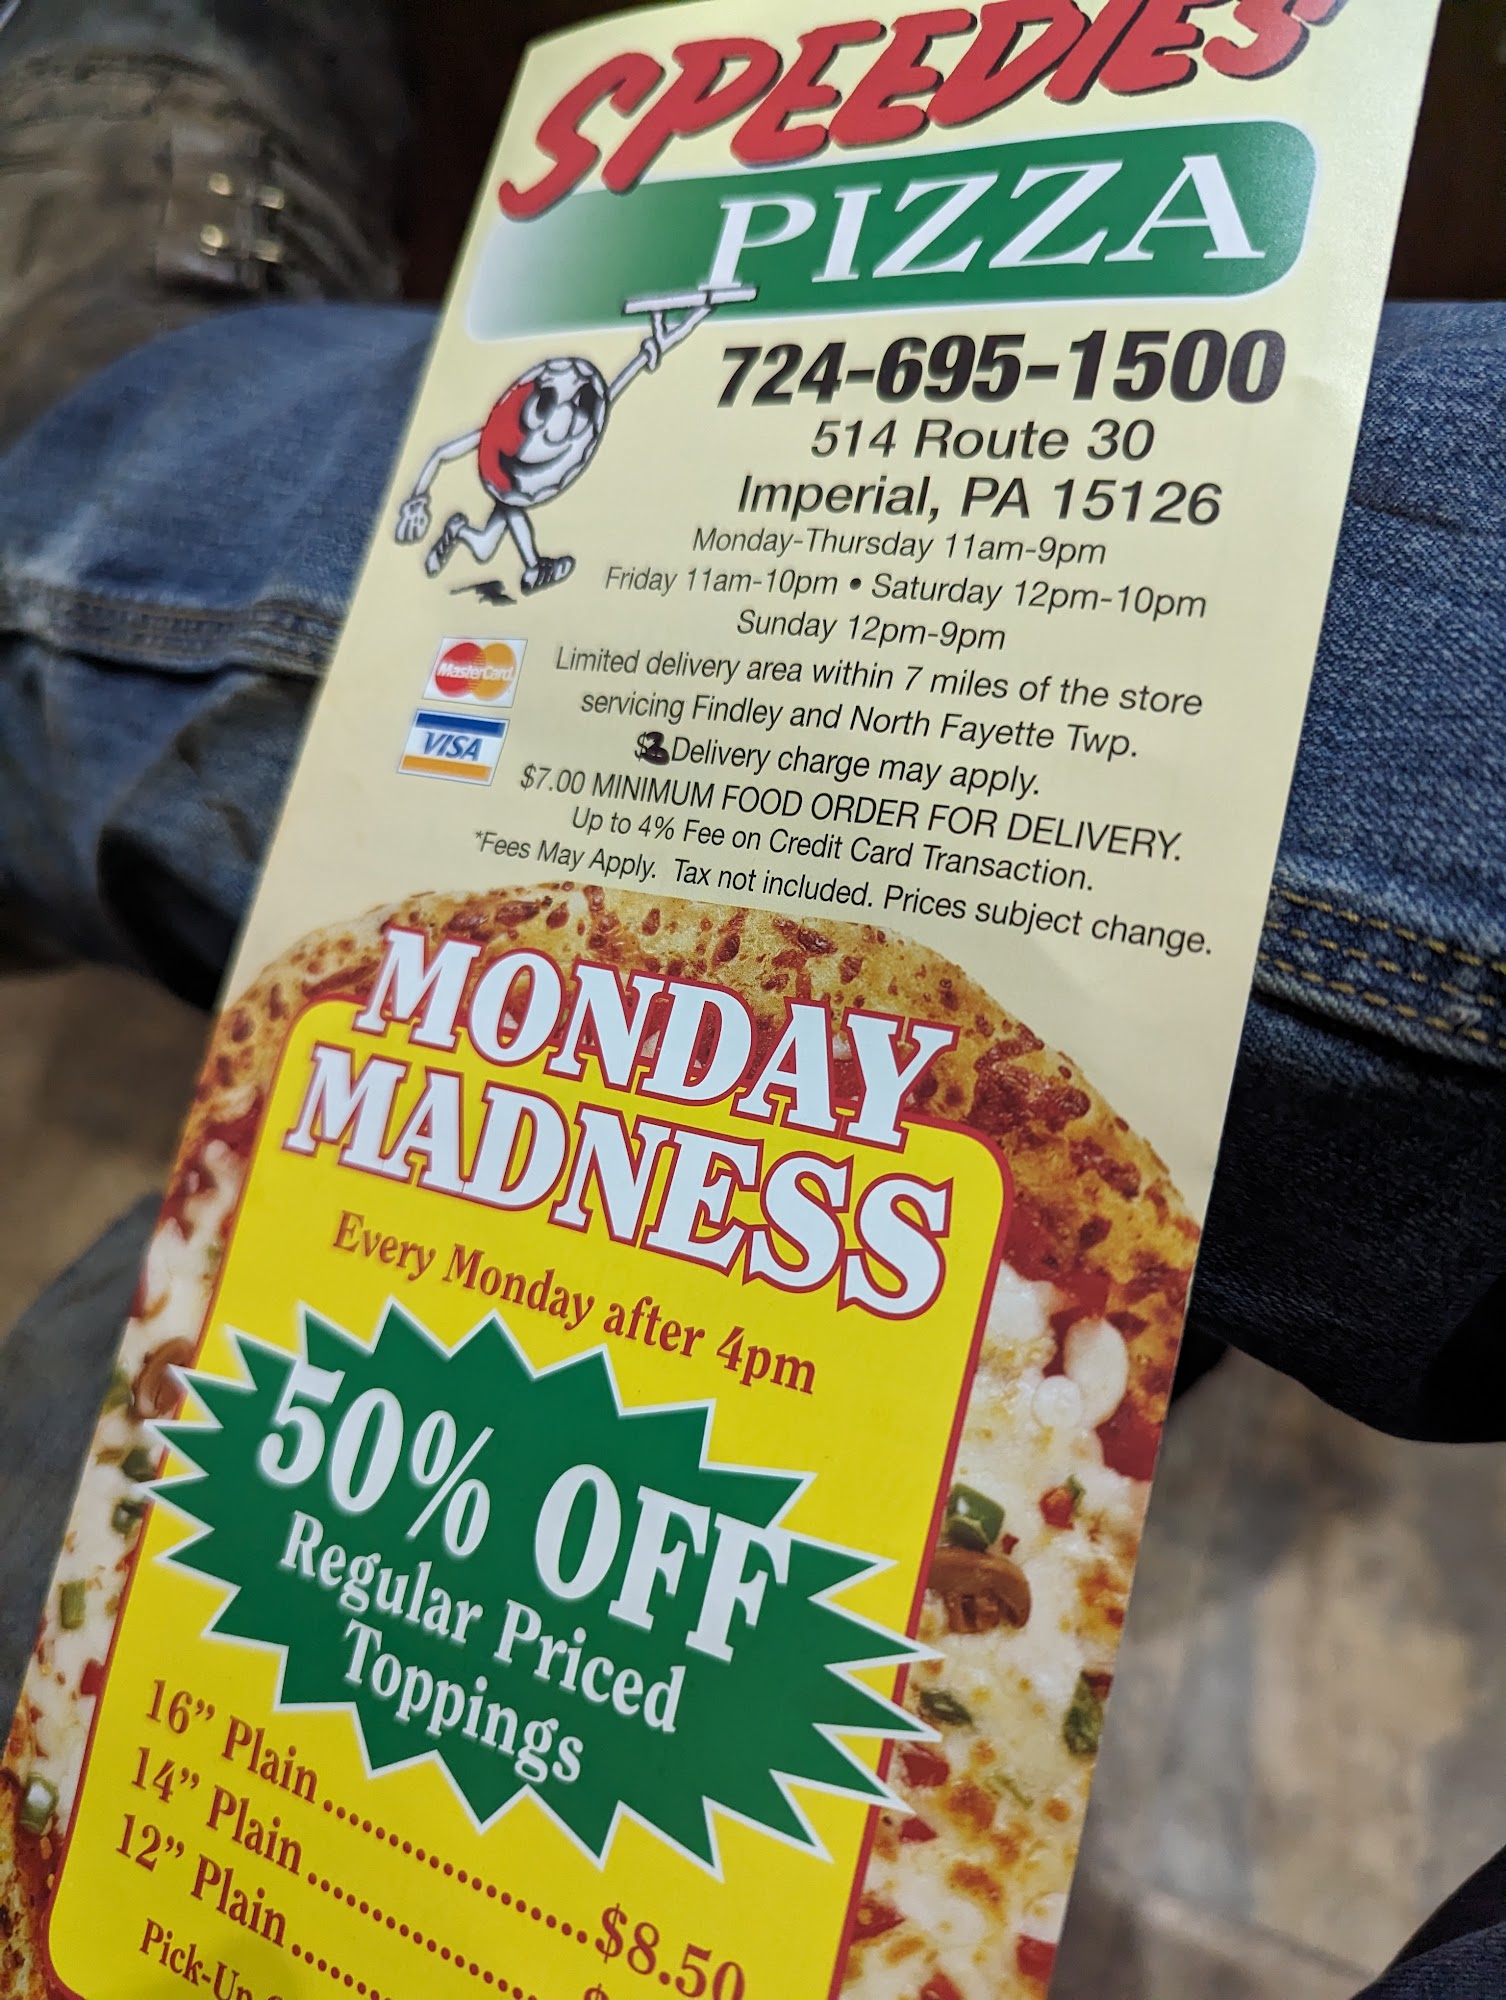 SPEEDIES
PIZZA
724-695-1500
514 Route 30
Imperial, PA 15126
Monday-Thursday 11am-9pm
Friday 11am-10pm • Saturday 12pm-10pm
Sunday 12pm-9pm
MasterCard
Limited delivery area within 7 miles of the store
servicing Findley and North Fayette Twp.
VISA
$3 Delivery charge may apply.
$7.00 MINIMUM FOOD ORDER FOR DELIVERY.
Up to 4% Fee on Credit Card Transaction.
*Fees May Apply. Tax not included. Prices subject change.
MONDAY
MADNESS
Every Monday after 4pm
50% OFF
Regular Priced
Toppings
16” Plain....................$8.50
14” Plain....................$
12” Plain........
Pick-Up